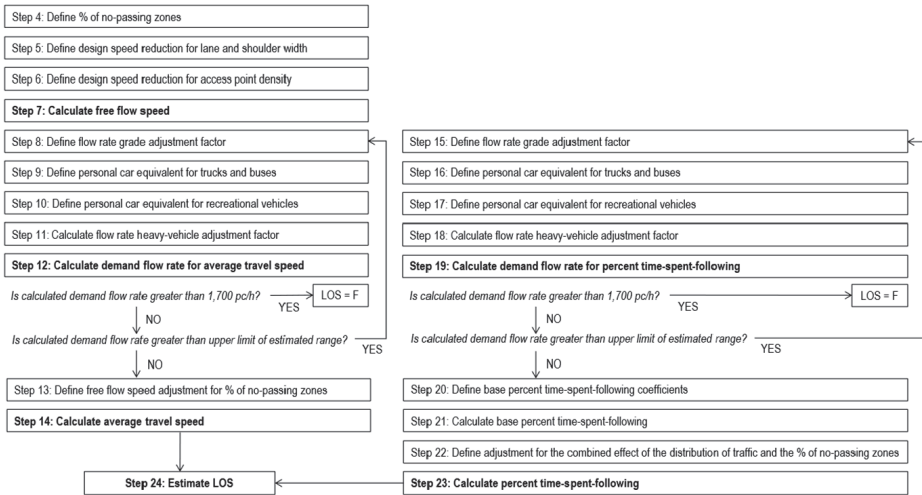 Step 4: Define % of no-passing zones
Step 5: Define design speed reduction for lane and shoulder width
Step 6: Define design speed reduction for access point density
Step 7: Calculate free flow speed
Step 8: Define flow rate grade adjustment factor
Step 9: Define personal car equivalent for trucks and buses
Step 10: Define personal car equivalent for recreational vehicles
Step 11: Calculate flow rate heavy-vehicle adjustment factor
Step 12: Calculate demand flow rate for average travel speed
Is calculated demand flow rate greater than 1,700 pc/h?
YES
LOS = F
NO
Is calculated demand flow rate greater than upper limit of estimated range?
YES
NO
Step 13: Define free flow speed adjustment for % of no-passing zones
Step 14: Calculate average travel speed
Step 15: Define flow rate grade adjustment factor
Step 16: Define personal car equivalent for trucks and buses
Step 17: Define personal car equivalent for recreational vehicles
Step 18: Calculate flow rate heavy-vehicle adjustment factor
Step 19: Calculate demand flow rate for percent time-spent-following
Is calculated demand flow rate greater than 1,700 pc/h?
YES
LOS = F
NO
Is calculated demand flow rate greater than upper limit of estimated range?
YES
NO
Step 20: Define base percent time-spent-following coefficients
Step 21: Calculate base percent time-spent-following
Step 22: Define adjustment for the combined effect of the distribution of traffic and the % of no-passing zones
Step 23: Calculate percent time-spent-following
Step 24: Estimate LOS